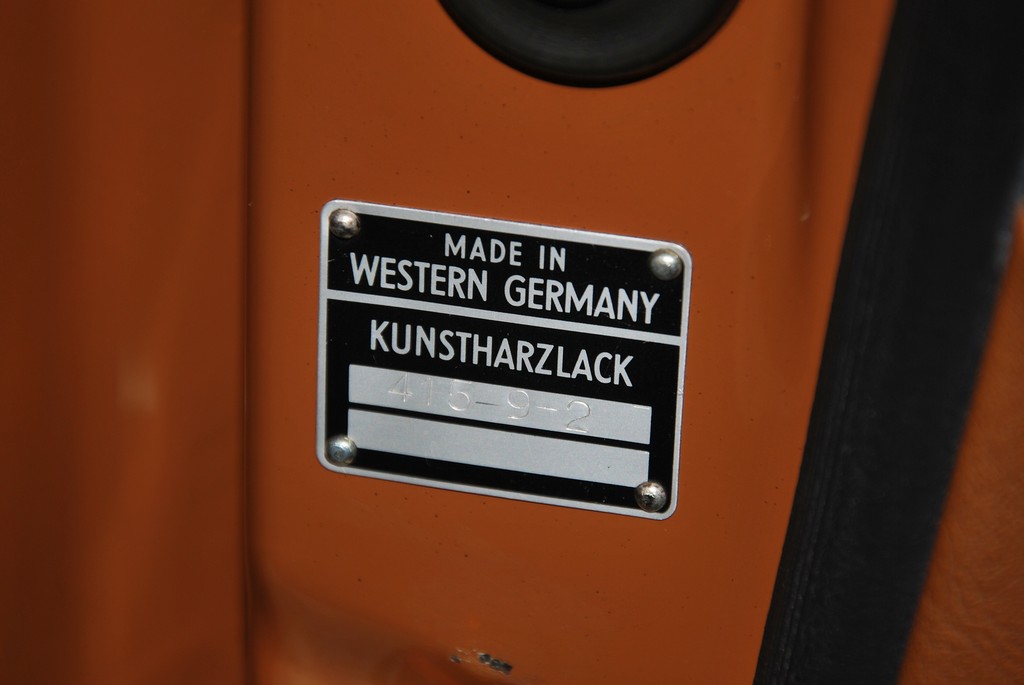 MADE IN
WESTERN GERMANY
KUNSTHARZLACK
415-9-2